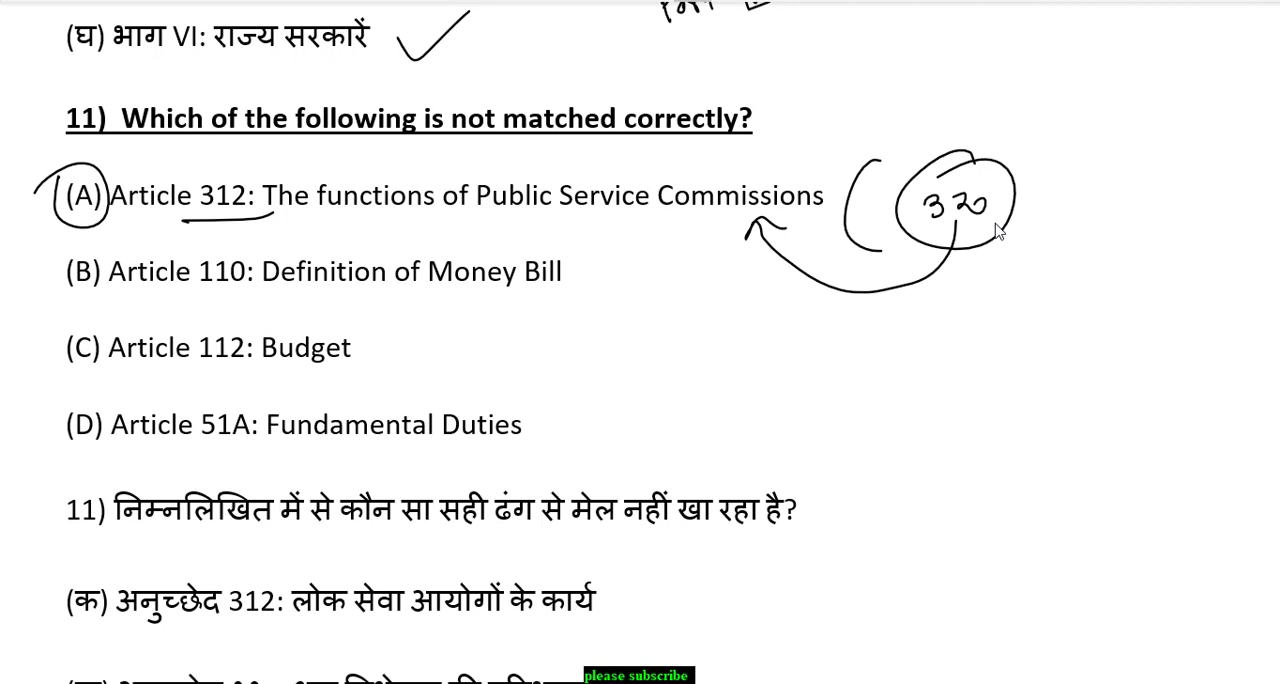 (घ) भाग VI: राज्य सरकारें
11) Which of the following is not matched correctly?
(A) Article 312: The functions of Public Service Commissions
320
(B) Article 110: Definition of Money Bill
(C) Article 112: Budget
(D) Article 51A: Fundamental Duties
11) निम्नलिखित में से कौन सा सही ढंग से मेल नहीं खा रहा है?
(क) अनुच्छेद 312: लोक सेवा आयोगों के कार्य
please subscribe